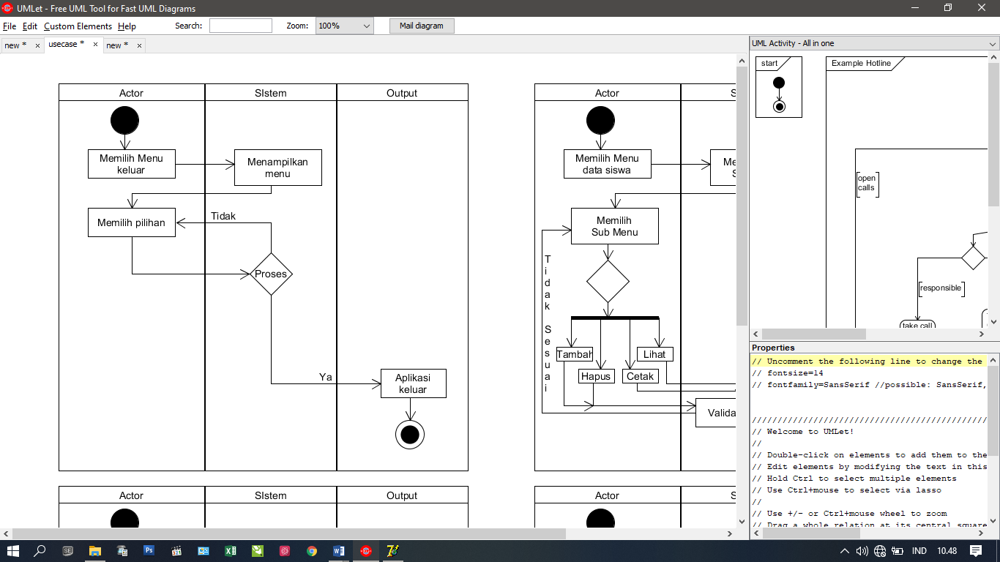 UMLet - Free UML Tool for Fast UML Diagrams
File Edit Custom Elements Help Search: Zoom: 100% Mail diagram
new * × usecase * × new * ×
Actor SIstem Output
Memilih Menu
keluar
Menampilkan
menu
Memilih pilihan
Tidak
Proses
Ya
Aplikasi
keluar
Actor SIstem Output
Actor S
Memilih Menu
data siswa
Me
S
Memilih
Sub Menu
Tidak Sesuai
Tambah
Lihat
Hapus
Cetak
Valida
Actor S
UML Activity - All in one
start
Example Hotline
open
calls
responsible
take call
Properties
// Uncomment the following line to change the
// fontsize=14
// fontfamily=SansSerif //possible: SansSerif,
//////////////////////////////////////////////
// Welcome to UMLet!
//
// Double-click on elements to add them to the
// Edit elements by modifying the text in this
// Hold Ctrl to select multiple elements
// Use Ctrl+mouse to select via lasso
//
// Use +/- or Ctrl+mouse wheel to zoom
// Drag a whole relation at its central square
SE Ps W IND 10.48